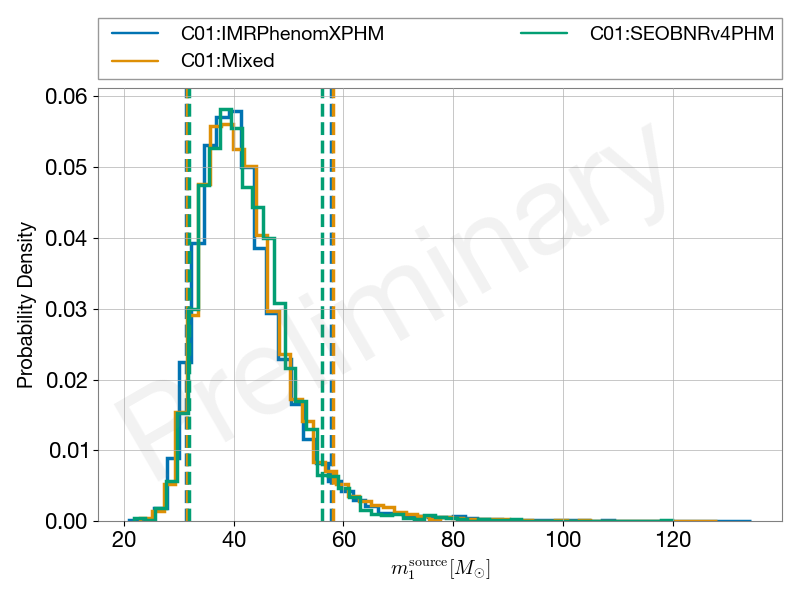 C01:IMRPhenomXPHM
C01:Mixed
C01:SEOBNRv4PHM
0.06
0.05
0.04
0.03
0.02
0.01
0.00
Probability Density
Preliminary
20 40 60 80 100 120
m₁^source [M☉]